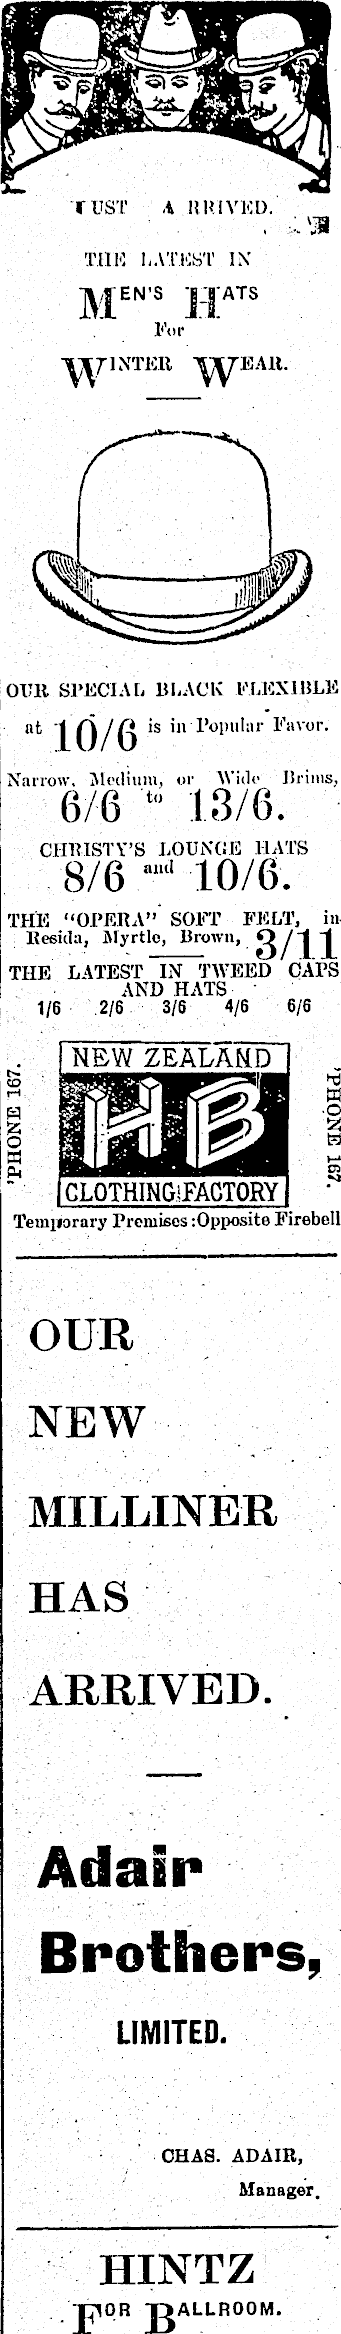 JUST ARRIVED.
THE LATEST IN
MEN'S HATS
For
WINTER WEAR.
OUR SPECIAL BLACK FLEXIBLE
at 10/6 is in Popular Favor.
Narrow, Medium, or Wide Brims,
6/6 to 13/6.
CHRISTY'S LOUNGE HATS
8/6 and 10/6.
THE "OPERA" SOFT FELT, in
Resida, Myrtle, Brown, 3/11
THE LATEST IN TWEED CAPS
AND HATS
1/6 2/6 3/6 4/6 6/6
'PHONE 167.
NEW ZEALAND
HB
CLOTHING FACTORY
'PHONE 167.
Temporary Premises: Opposite Firebell
OUR
NEW
MILLINER
HAS
ARRIVED.
Adair
Brothers,
LIMITED.
CHAS. ADAIR,
Manager.
HINTZ
FOR BALLROOM.